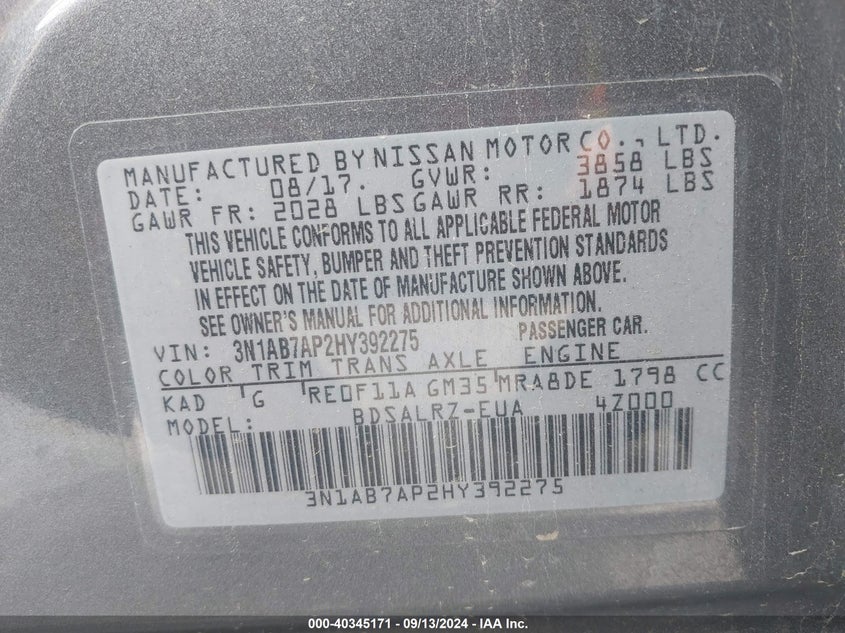 MANUFACTURED BY NISSAN MOTOR CO., LTD.
DATE: 08/17. GVWR: 3858 LBS
GAWR FR: 2028 LBS GAWR RR: 1874 LBS
THIS VEHICLE CONFORMS TO ALL APPLICABLE FEDERAL MOTOR
VEHICLE SAFETY, BUMPER AND THEFT PREVENTION STANDARDS
IN EFFECT ON THE DATE OF MANUFACTURE SHOWN ABOVE.
SEE OWNER'S MANUAL FOR ADDITIONAL INFORMATION.
VIN: 3N1AB7AP2HY392275 PASSENGER CAR.
COLOR TRIM TRANS AXLE ENGINE
KAD G RE0F11A GM35 MRA8DE 1798 CC
MODEL: BDSALRZ-EUA 4Z000
3N1AB7AP2HY392275
000-40345171 - 09/13/2024 - IAA Inc.